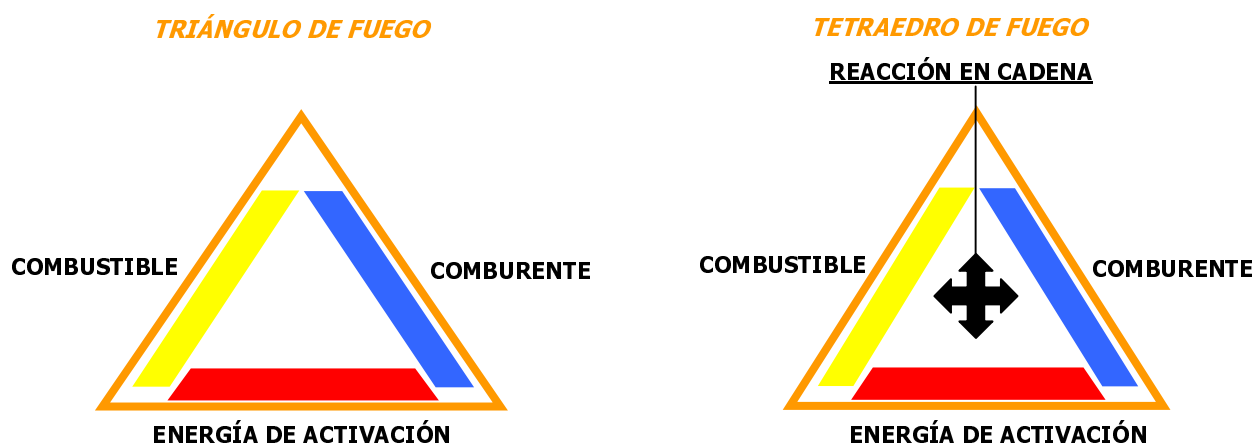 TRIÁNGULO DE FUEGO
COMBUSTIBLE
COMBURENTE
ENERGÍA DE ACTIVACIÓN
TETRAEDRO DE FUEGO
REACCIÓN EN CADENA
COMBUSTIBLE
COMBURENTE
ENERGÍA DE ACTIVACIÓN